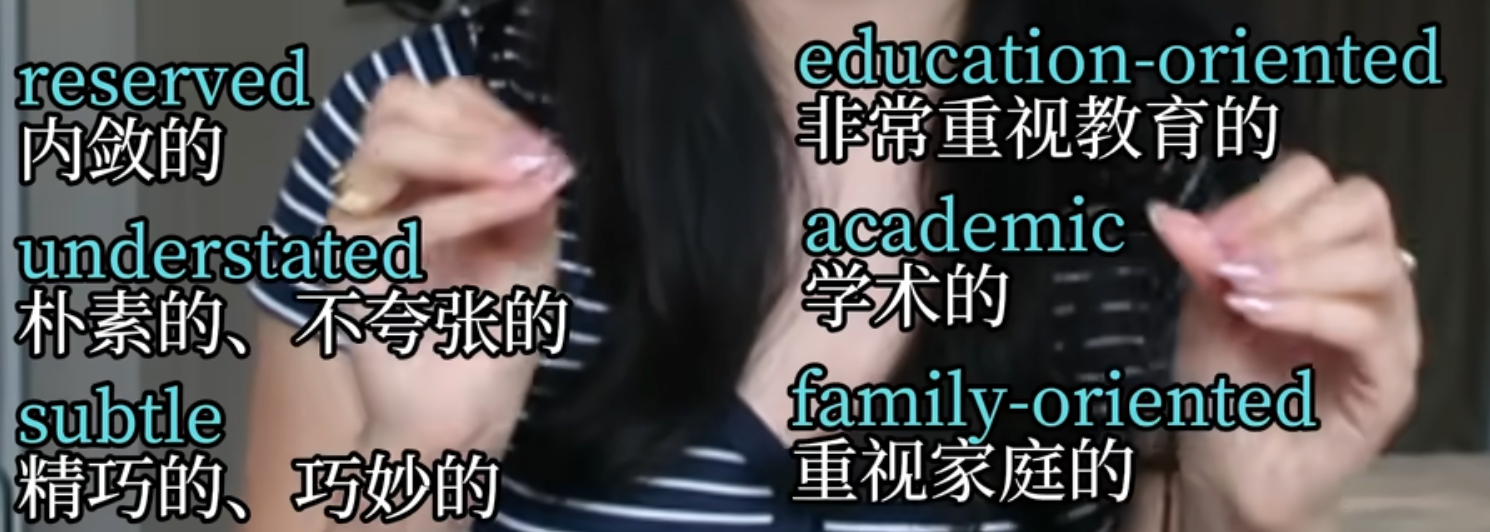 reserved
内敛的
understated
朴素的、不夸张的
subtle
精巧的、巧妙的
education-oriented
非常重视教育的
academic
学术的
family-oriented
重视家庭的